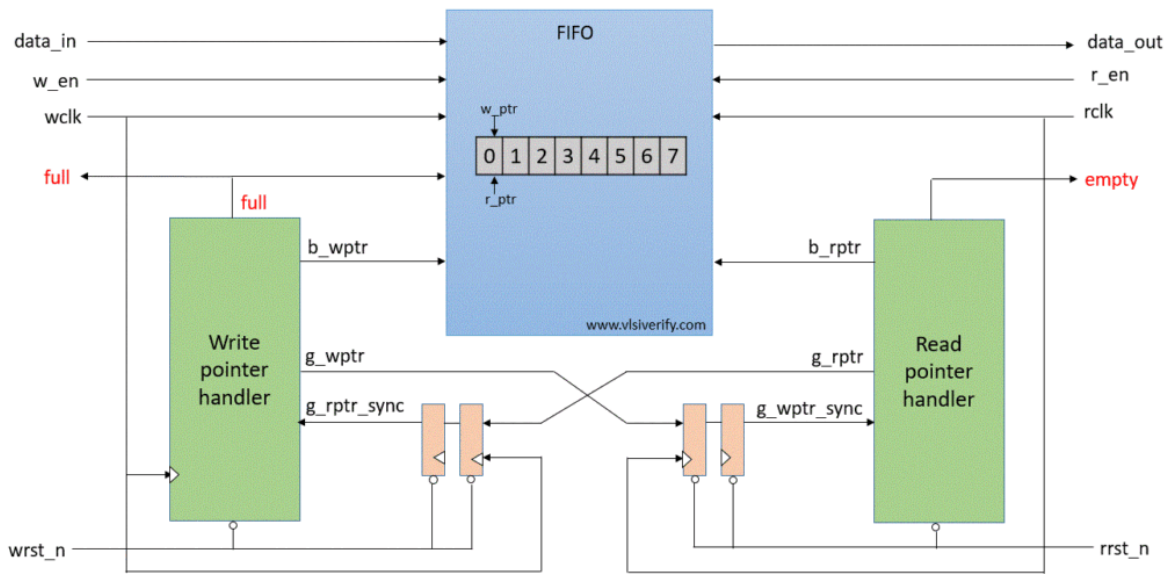 FIFO
data_in
data_out
w_en
r_en
wclk
rclk
w_ptr
0 1 2 3 4 5 6 7
r_ptr
full
empty
full
b_wptr
b_rptr
www.vlsiverify.com
Write
pointer
handler
Read
pointer
handler
g_wptr
g_rptr
g_rptr_sync
g_wptr_sync
wrst_n
rrst_n